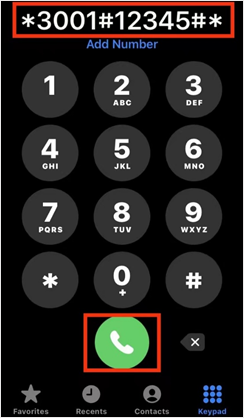 *3001#12345#*
Add Number
1 2 3
ABC DEF
4 5 6
GHI JKL MNO
7 8 9
PQRS TUV WXYZ
* 0 #
+
Favorites Recents Contacts Keypad